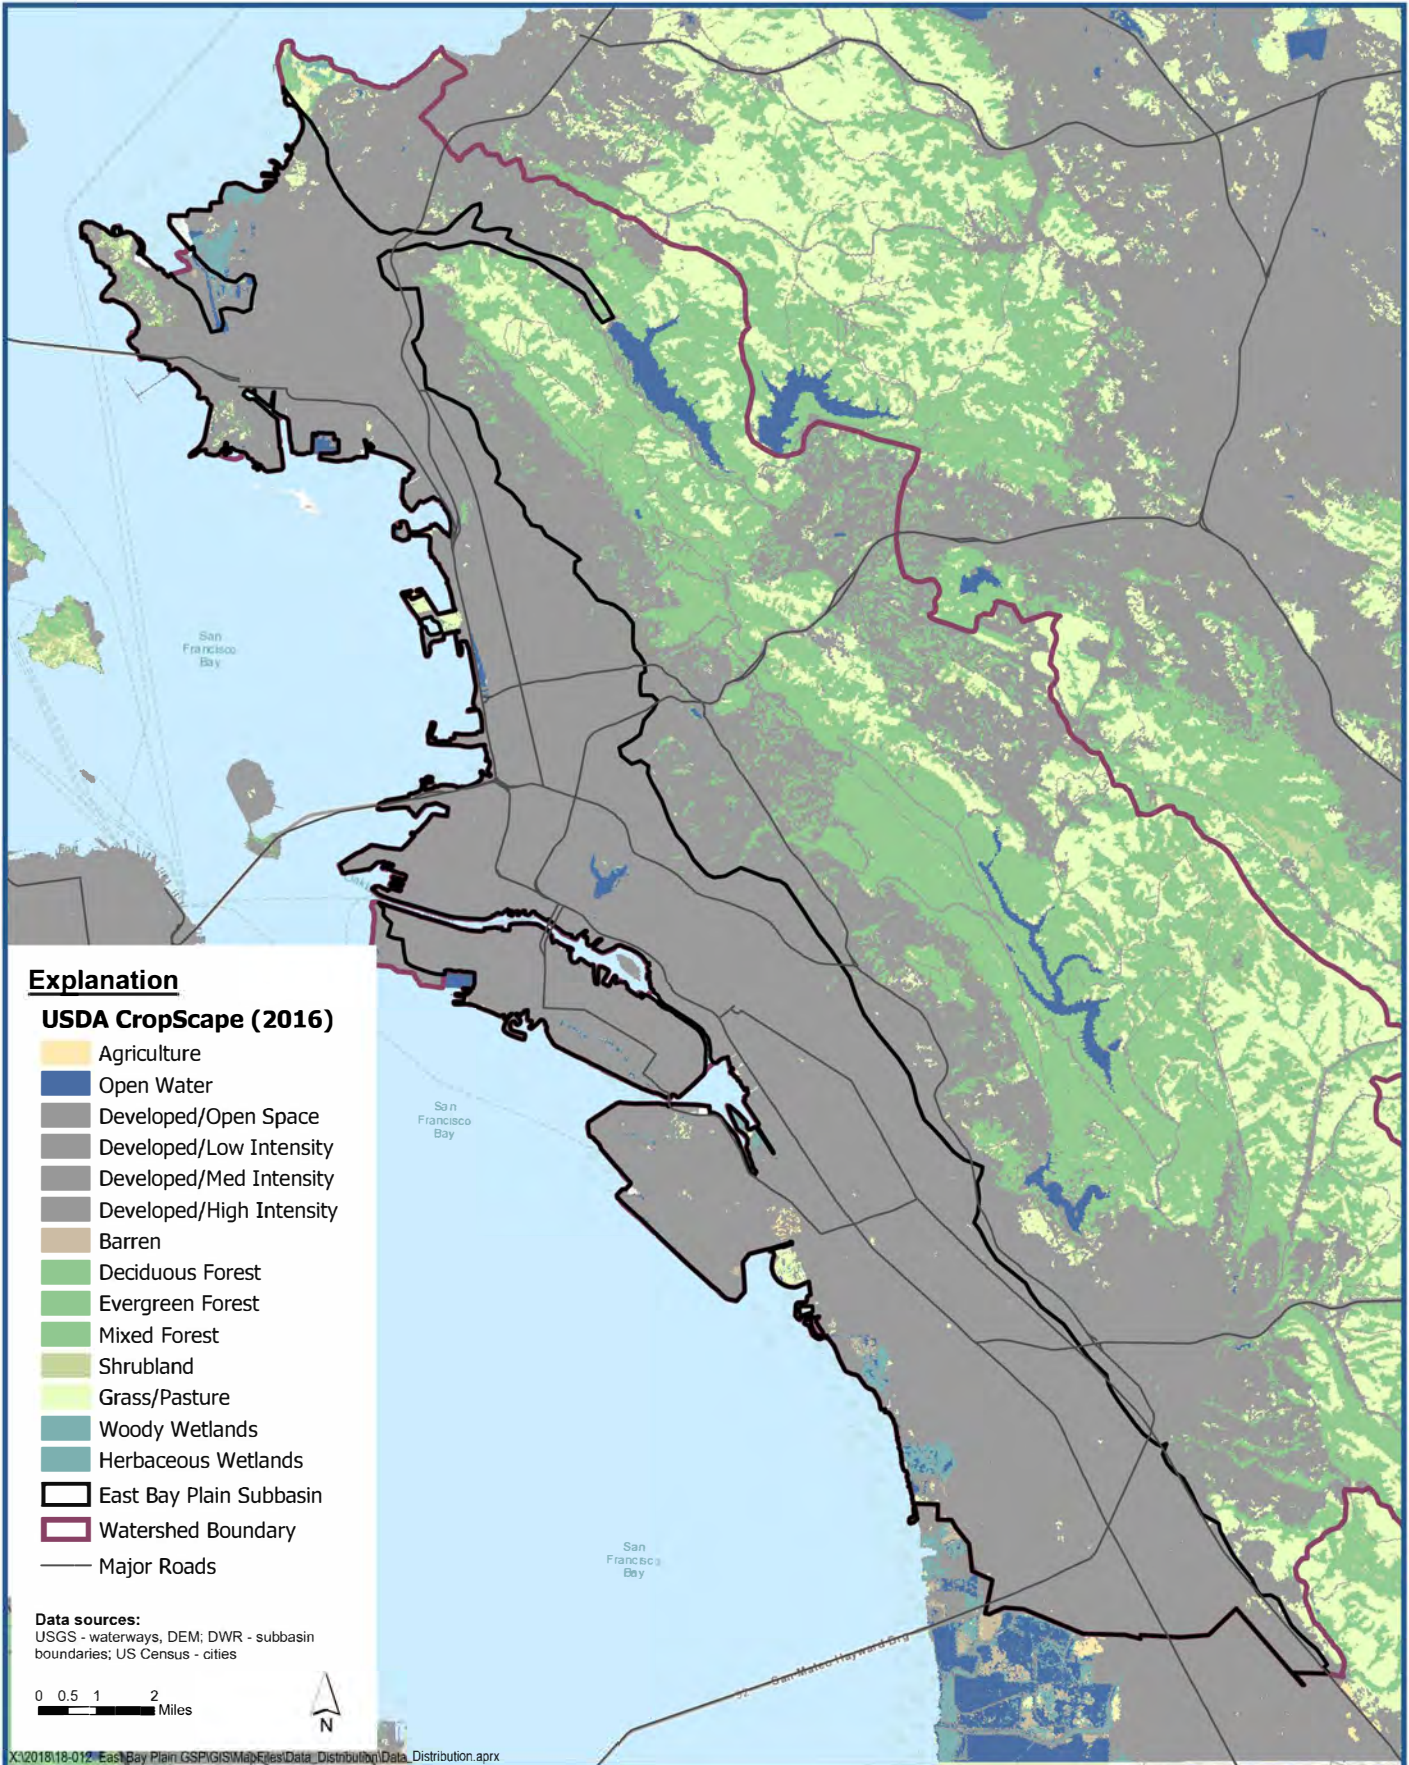 San
Francisco
Bay
San
Francisco
Bay
San
Francisco
Bay
San Mateo Hayward Brg
Explanation
USDA CropScape (2016)
Agriculture
Open Water
Developed/Open Space
Developed/Low Intensity
Developed/Med Intensity
Developed/High Intensity
Barren
Deciduous Forest
Evergreen Forest
Mixed Forest
Shrubland
Grass/Pasture
Woody Wetlands
Herbaceous Wetlands
East Bay Plain Subbasin
Watershed Boundary
Major Roads
Data sources:
USGS - waterways, DEM; DWR - subbasin
boundaries; US Census - cities
0 0.5 1 2
Miles
N
X:\2018\18-012 East Bay Plain GSP\GIS\MapFiles\Data_Distribution\Data_Distribution.aprx